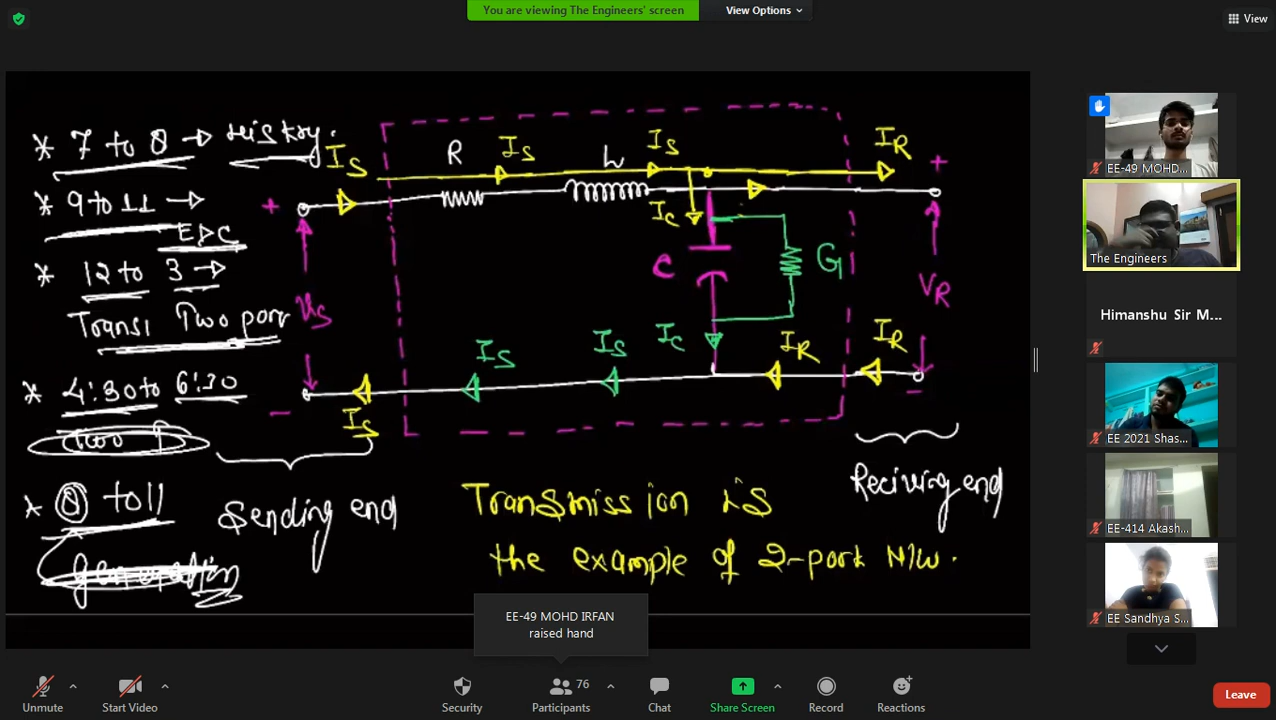 You are viewing The Engineers' screen
View Options
View
* 7 to 8 → History.
* 9 to 11 →
EDC
* 12 to 3 →
Transi Two port
* 4:30 to 6:30
Two P
* 8 to 11
generation
IS
R
IS
L
IS
IR
+
+
IC
C
G
VS
VR
IC
IS
IS
IR
IR
-
-
IS
Sending end
Reciving end
Transmission is
the example of 2-port N/W.
EE-49 MOHD...
The Engineers
Himanshu Sir M...
EE 2021 Shas...
EE-414 Akash...
EE Sandhya S...
EE-49 MOHD IRFAN
raised hand
Unmute
Start Video
Security
76
Participants
Chat
Share Screen
Record
Reactions
Leave